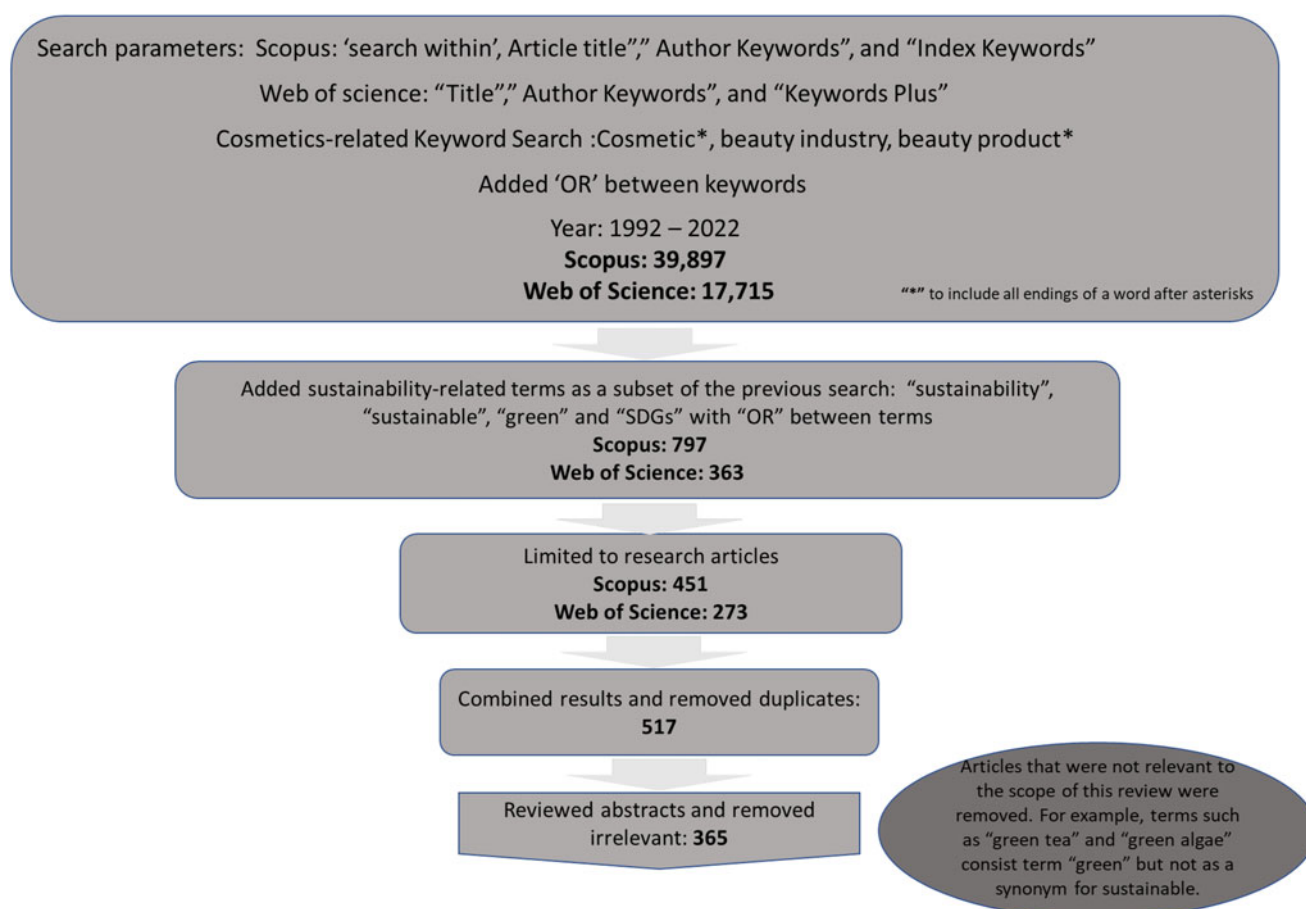 Search parameters: Scopus: ‘search within’, Article title”,” Author Keywords”, and “Index Keywords”
Web of science: “Title”,” Author Keywords”, and “Keywords Plus”
Cosmetics-related Keyword Search :Cosmetic*, beauty industry, beauty product*
Added ‘OR’ between keywords
Year: 1992 – 2022
Scopus: 39,897
Web of Science: 17,715
“*” to include all endings of a word after asterisks
Added sustainability-related terms as a subset of the previous search: “sustainability”,
“sustainable”, “green” and “SDGs” with “OR” between terms
Scopus: 797
Web of Science: 363
Limited to research articles
Scopus: 451
Web of Science: 273
Combined results and removed duplicates:
517
Reviewed abstracts and removed
irrelevant: 365
Articles that were not relevant to
the scope of this review were
removed. For example, terms such
as “green tea” and “green algae”
consist term “green” but not as a
synonym for sustainable.